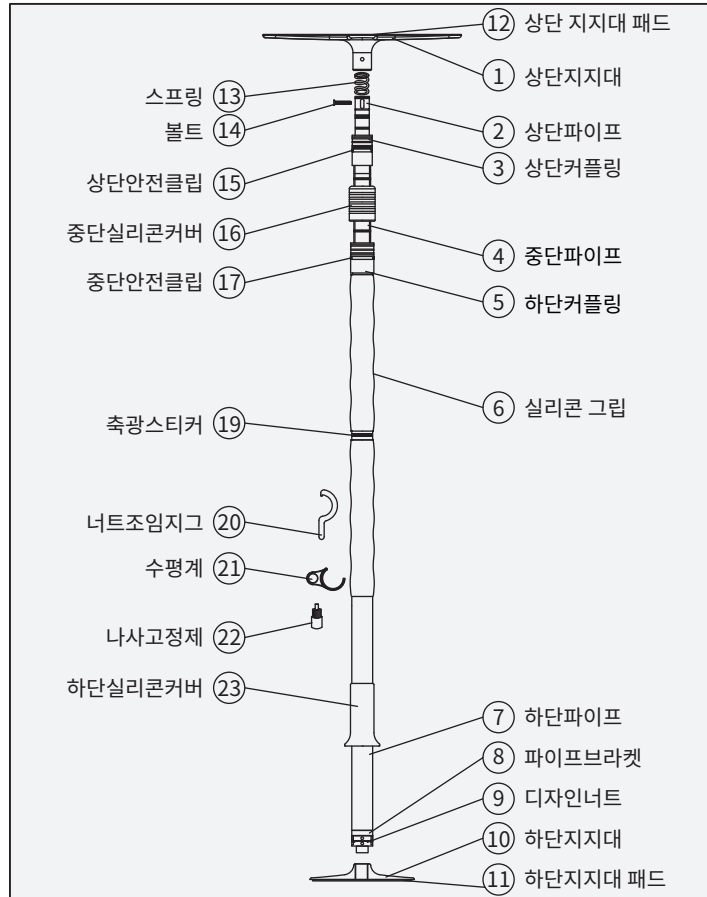 ⑫ 상단 지지대 패드
① 상단지지대
스프링 ⑬
볼트 ⑭
② 상단파이프
③ 상단커플링
상단안전클립 ⑮
중단실리콘커버 ⑯
④ 중단파이프
중단안전클립 ⑰
⑤ 하단커플링
⑥ 실리콘 그립
축광스티커 ⑲
너트조임지그 ⑳
수평계 ㉑
나사고정제 ㉒
하단실리콘커버 ㉓
⑦ 하단파이프
⑧ 파이프브라켓
⑨ 디자인너트
⑩ 하단지지대
⑪ 하단지지대 패드